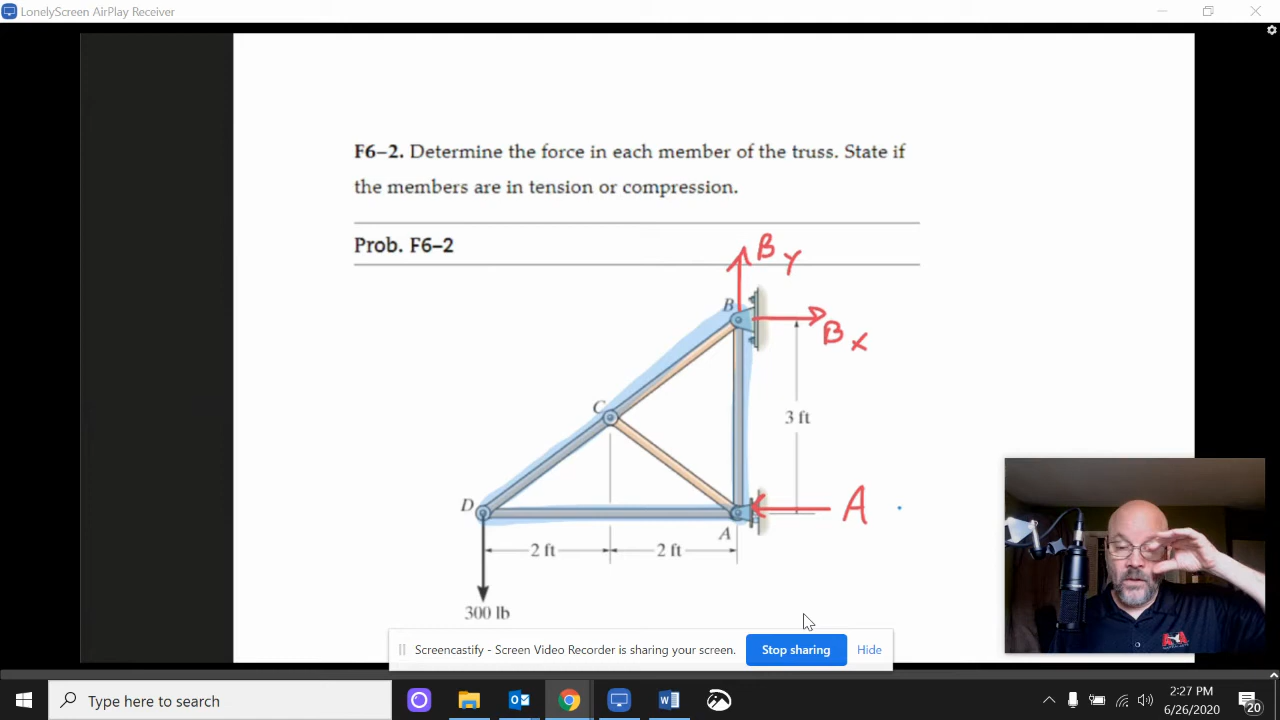 LonelyScreen AirPlay Receiver
F6–2. Determine the force in each member of the truss. State if
the members are in tension or compression.
Prob. F6–2
By
B
Bx
C
3 ft
D
A
A
2 ft
2 ft
300 lb
Screencastify - Screen Video Recorder is sharing your screen.
Stop sharing
Hide
Type here to search
2:27 PM
6/26/2020
20